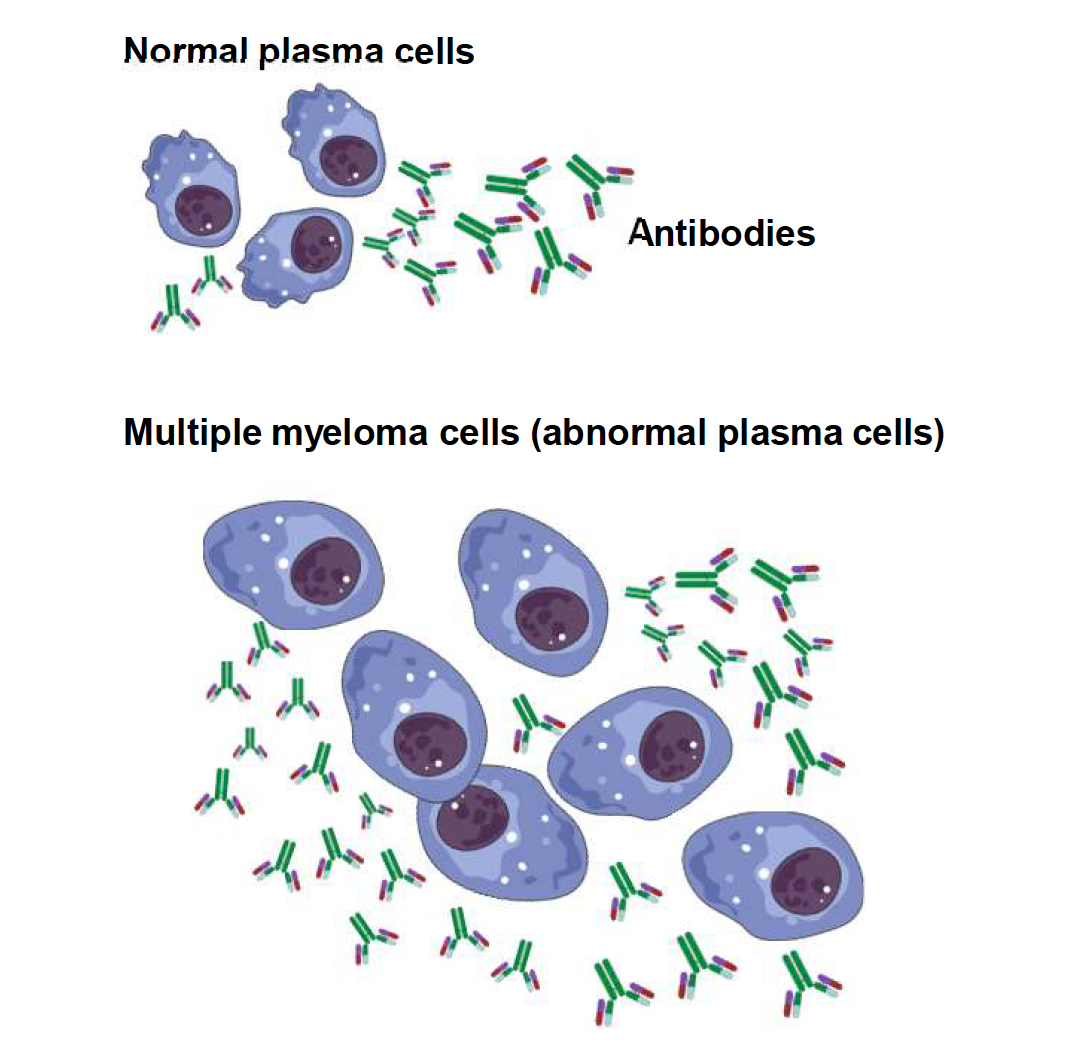 Normal plasma cells
Antibodies
Multiple myeloma cells (abnormal plasma cells)